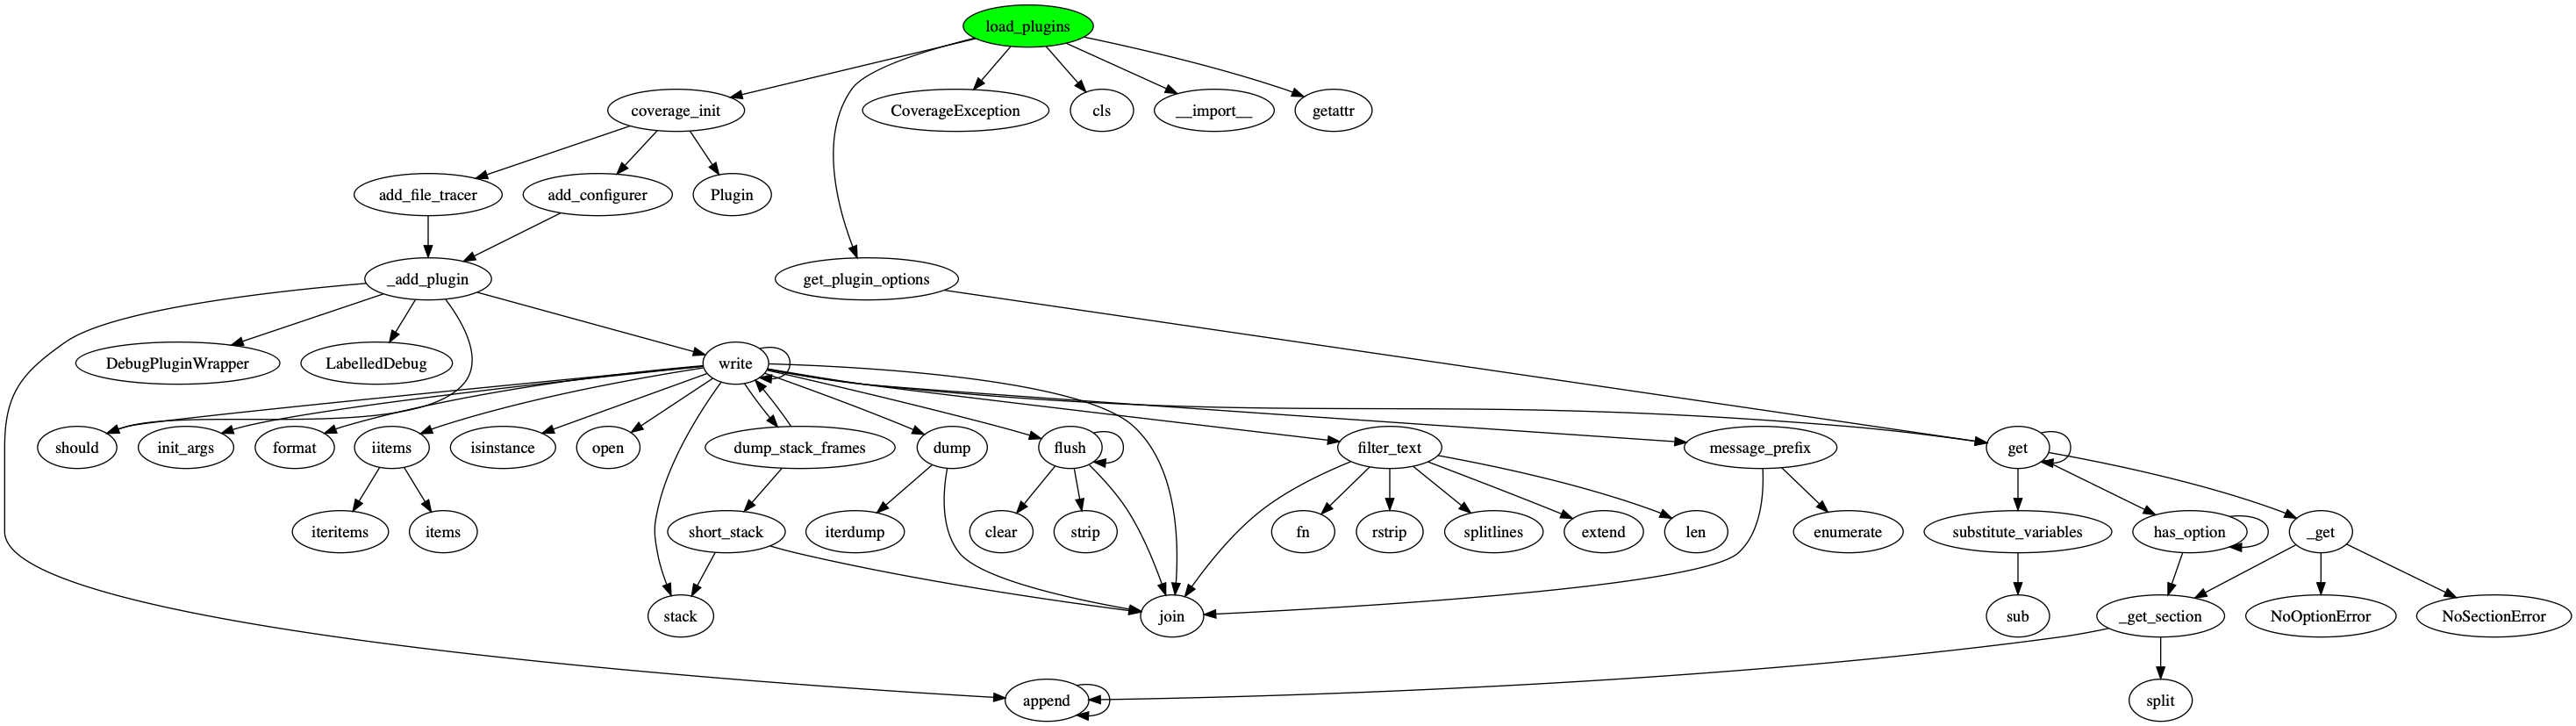 load_plugins
coverage_init
CoverageException
cls
__import__
getattr
add_file_tracer
add_configurer
Plugin
_add_plugin
get_plugin_options
DebugPluginWrapper
LabelledDebug
write
should
init_args
format
iitems
isinstance
open
dump_stack_frames
dump
flush
filter_text
message_prefix
get
iteritems
items
short_stack
iterdump
clear
strip
fn
rstrip
splitlines
extend
len
enumerate
substitute_variables
has_option
_get
stack
join
sub
_get_section
NoOptionError
NoSectionError
append
split